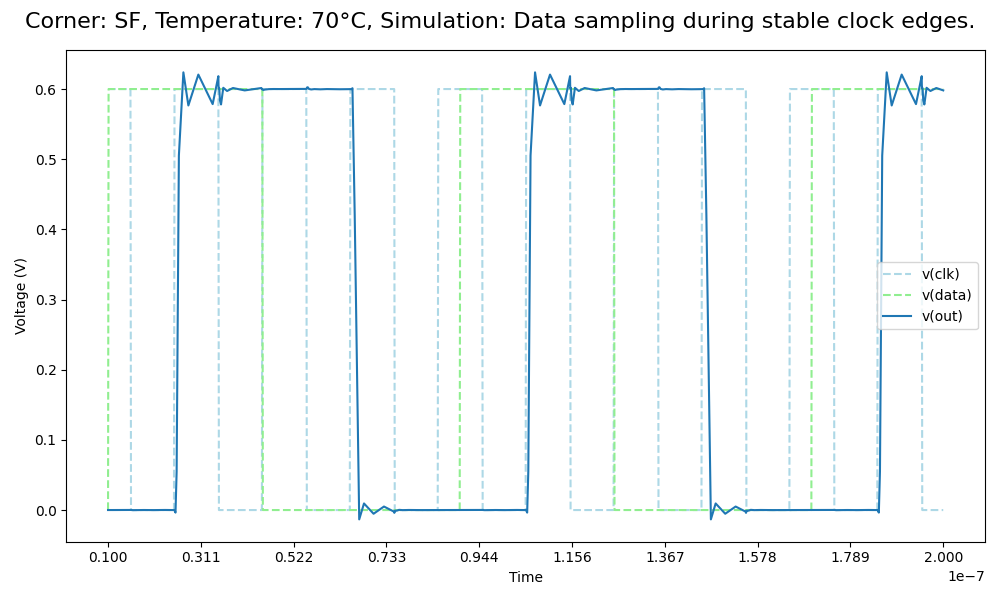 Corner: SF, Temperature: 70°C, Simulation: Data sampling during stable clock edges.
0.6
0.5
0.4
0.3
0.2
0.1
0.0
Voltage (V)
v(clk)
v(data)
v(out)
0.100 0.311 0.522 0.733 0.944 1.156 1.367 1.578 1.789 2.000
1e−7
Time